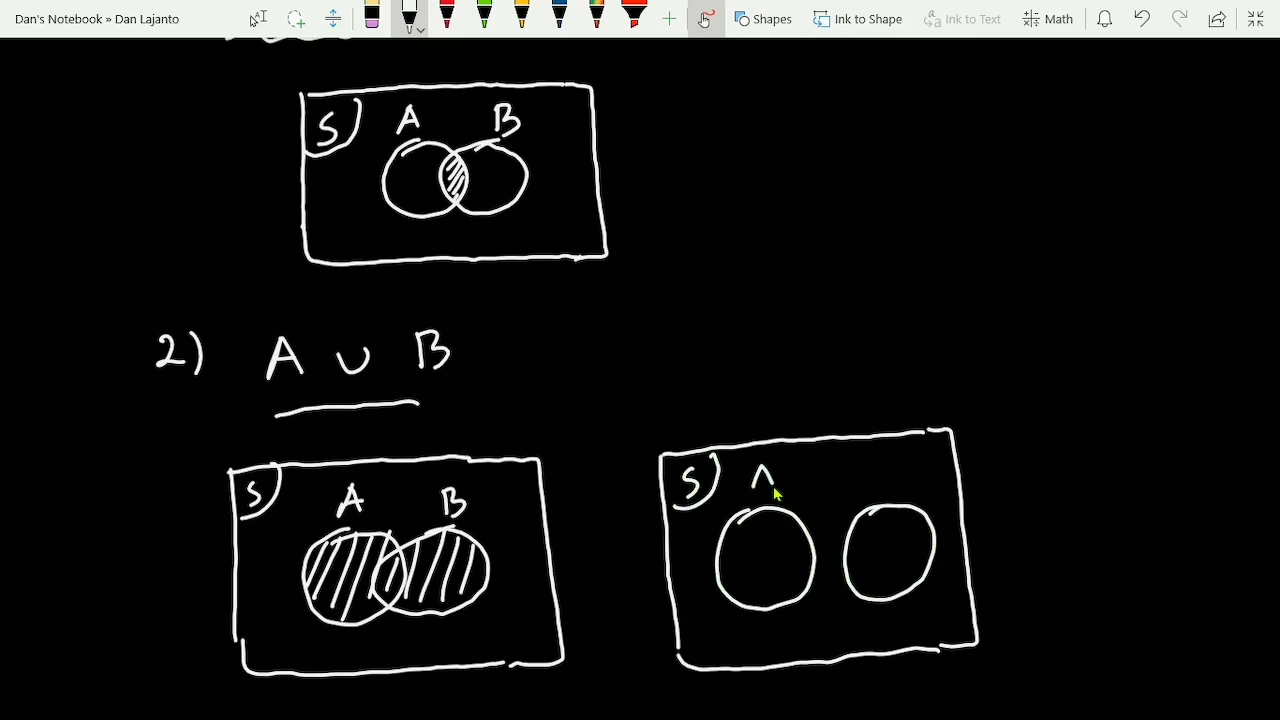 Dan's Notebook » Dan Lajanto
Shapes Ink to Shape Ink to Text Math
S A B
2) A ∪ B
S A B
S